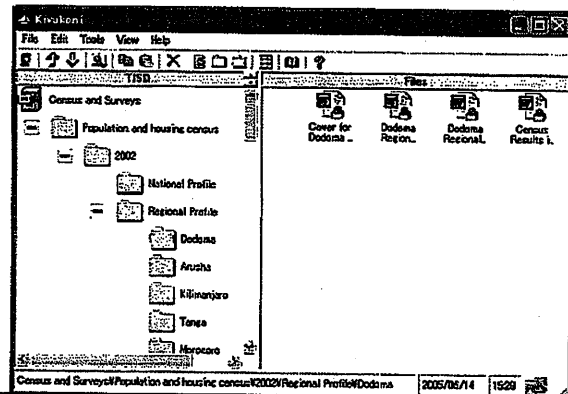 Kivukoni
File Edit Tools View Help
TISD
Files
Census and Surveys
Population and housing census
2002
National Profile
Regional Profile
Dodoma
Arusha
Kilimanjaro
Tanga
Morogoro
Cover for Dodoma ...
Dodoma Region...
Dodoma Regional...
Census Results i...
Census and Surveys¥Population and housing census¥2002¥Regional Profile¥Dodoma
2005/06/14
1529